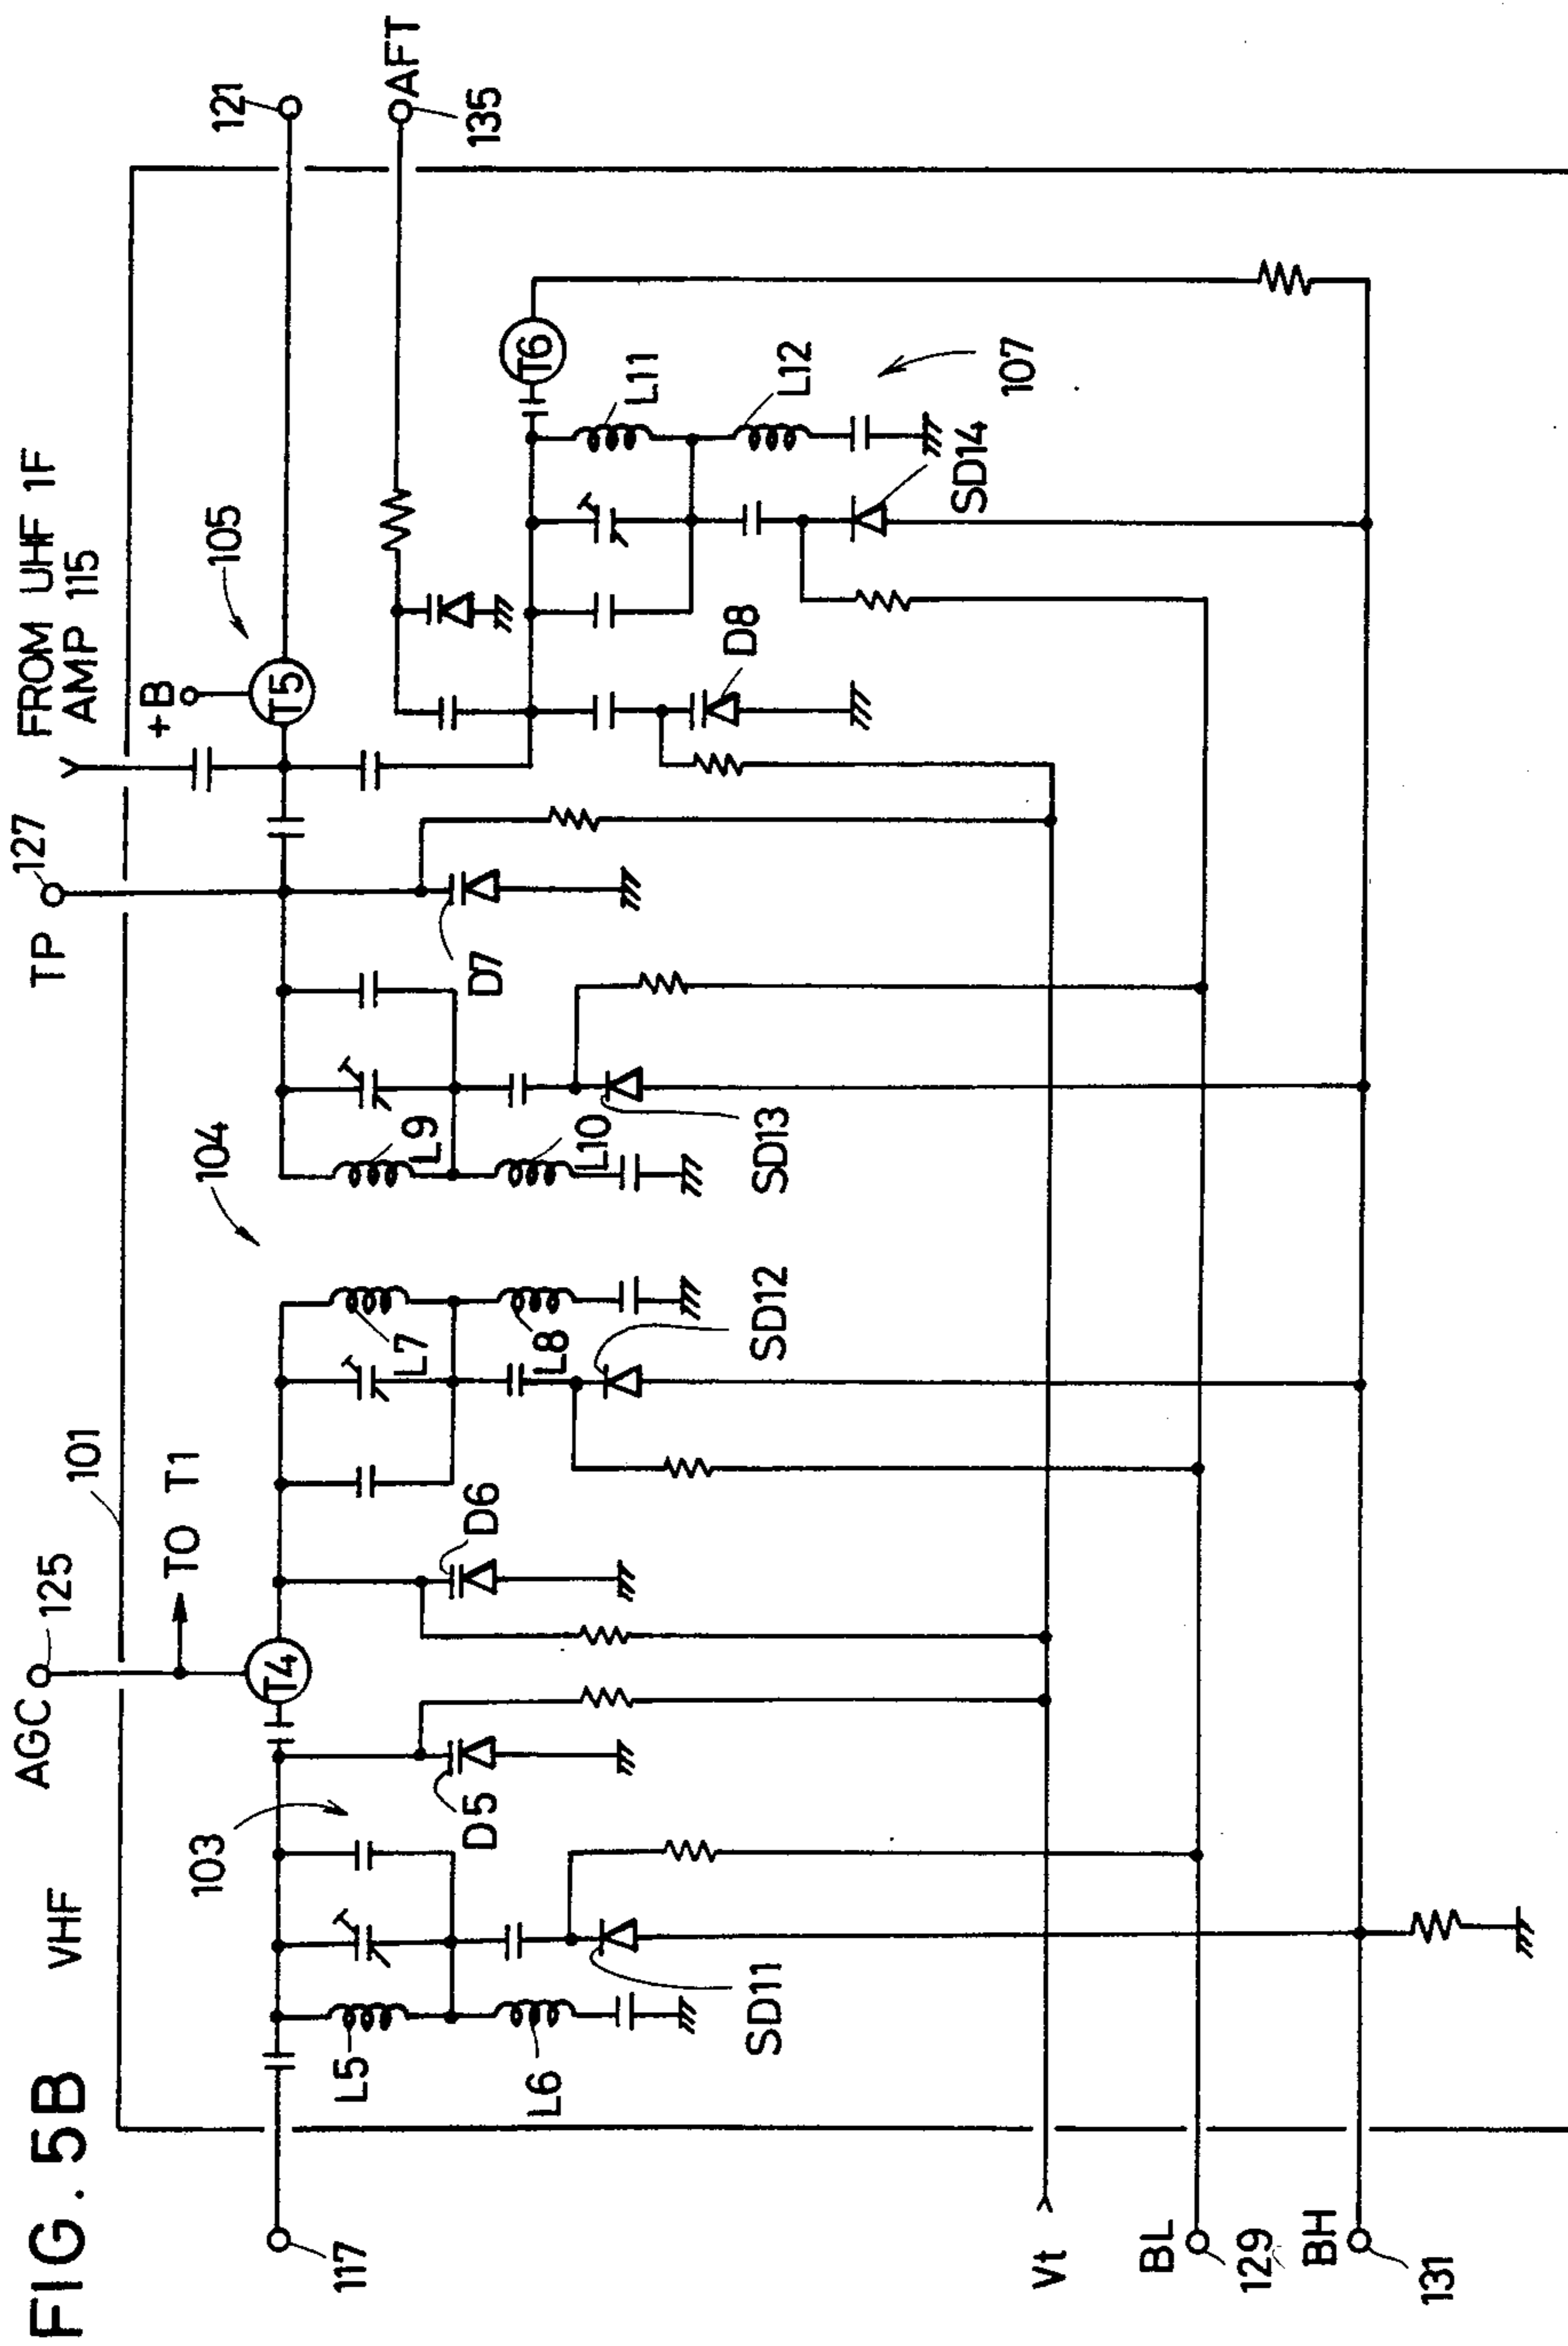 FIG. 5B
VHF
AGC
125
TO T1
101
TP
127
FROM UHF 1F
AMP 115
+B
105
121
AFT
135
103
T4
104
T5
T6
117
L5
L6
D5
SD11
D6
L7
L8
SD12
L9
L10
SD13
D7
D8
L11
L12
SD14
107
Vt
BL
129
BH
131